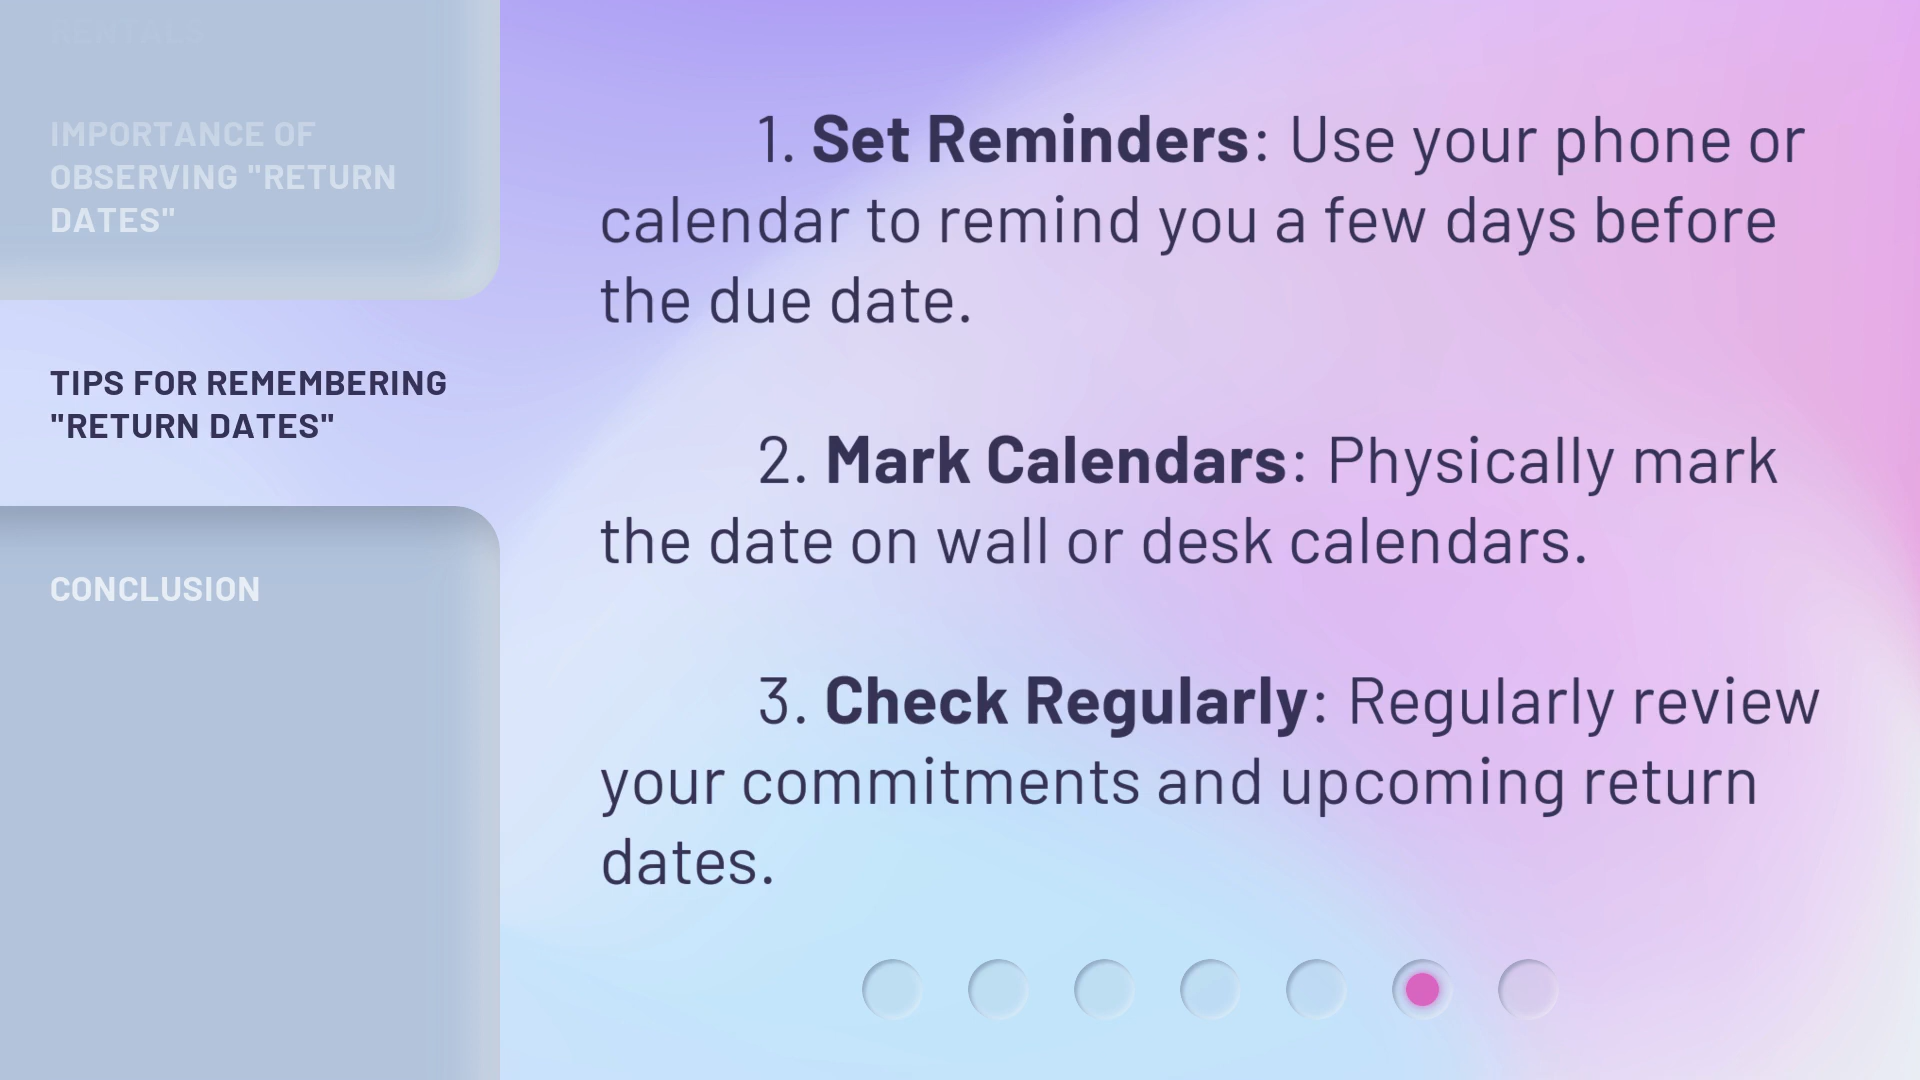 RENTALS
IMPORTANCE OF
OBSERVING "RETURN
DATES"
TIPS FOR REMEMBERING
"RETURN DATES"
CONCLUSION
1. Set Reminders: Use your phone or
calendar to remind you a few days before
the due date.
2. Mark Calendars: Physically mark
the date on wall or desk calendars.
3. Check Regularly: Regularly review
your commitments and upcoming return
dates.